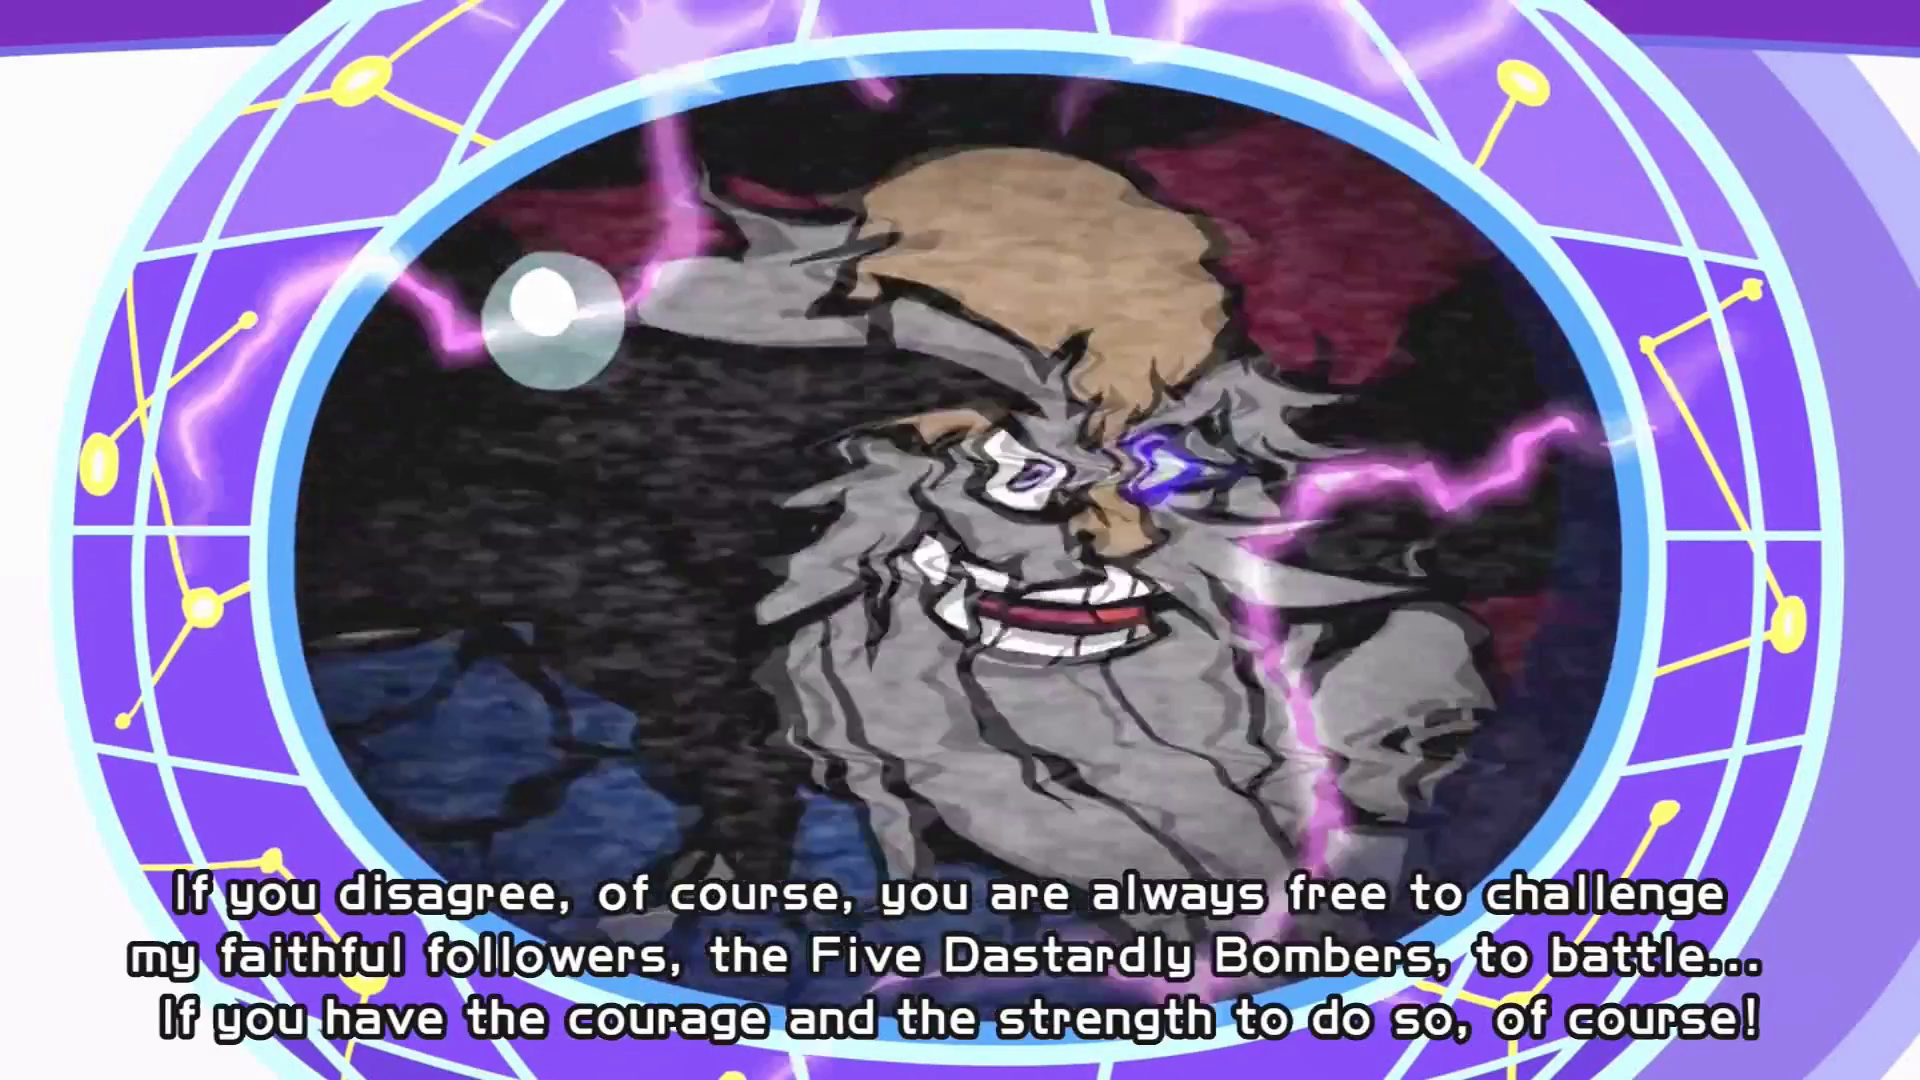 If you disagree, of course, you are always free to challenge
my faithful followers, the Five Dastardly Bombers, to battle...
If you have the courage and the strength to do so, of course!